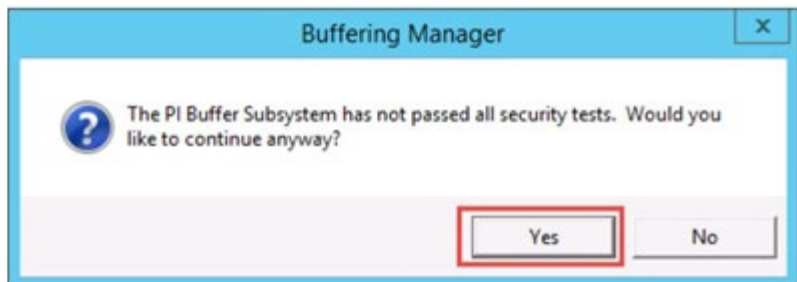 Buffering Manager
x
The PI Buffer Subsystem has not passed all security tests. Would you
like to continue anyway?
Yes No